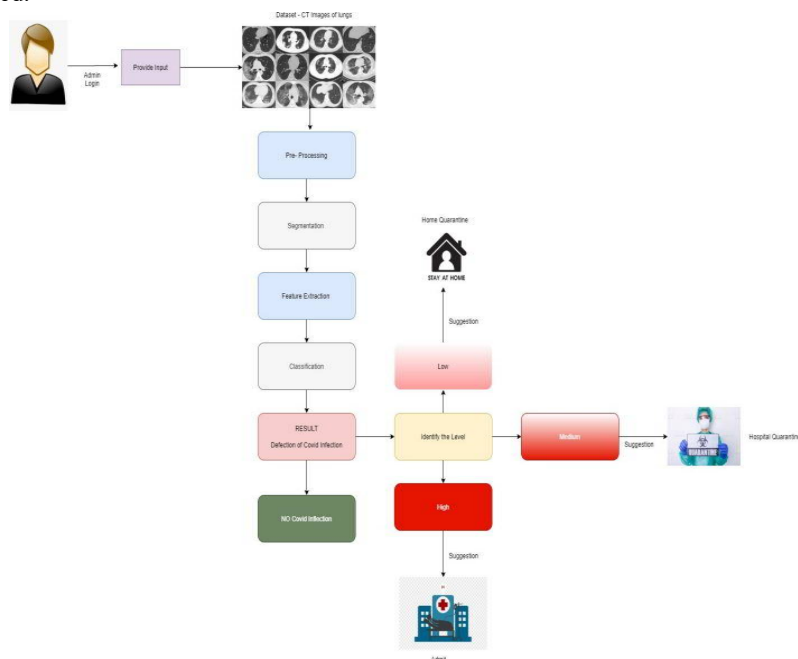 Dataset - CT Images of lungs
Admin
Login
Provide Input
Pre- Processing
Segmentation
Home Quarantine
STAY AT HOME
Feature Extraction
Suggestion
Classification
Low
RESULT
Defection of Covid Infection
Identify the Level
Medium
Suggestion
QUARANTINE
Hospital Quarantin
High
NO Covid Infection
Suggestion